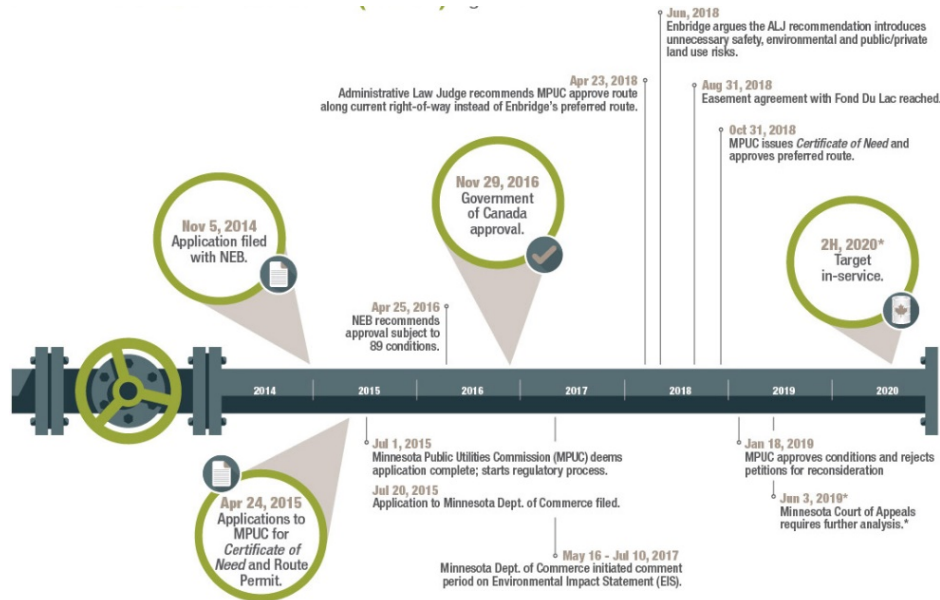 Jun, 2018
Enbridge argues the ALJ recommendation introduces
unnecessary safety, environmental and public/private
land use risks.
Apr 23, 2018
Administrative Law Judge recommends MPUC approve route
along current right-of-way instead of Enbridge's preferred route.
Aug 31, 2018
Easement agreement with Fond Du Lac reached.
Oct 31, 2018
MPUC issues Certificate of Need and
approves preferred route.
Nov 5, 2014
Application filed
with NEB.
Nov 29, 2016
Government
of Canada
approval.
2H, 2020*
Target
in-service.
Apr 25, 2016
NEB recommends
approval subject to
89 conditions.
2014
2015
2016
2017
2018
2019
2020
Jul 1, 2015
Minnesota Public Utilities Commission (MPUC) deems
application complete; starts regulatory process.
Jul 20, 2015
Application to Minnesota Dept. of Commerce filed.
Jan 18, 2019
MPUC approves conditions and rejects
petitions for reconsideration
Jun 3, 2019*
Minnesota Court of Appeals
requires further analysis.*
Apr 24, 2015
Applications to
MPUC for
Certificate of
Need and Route
Permit.
May 16 - Jul 10, 2017
Minnesota Dept. of Commerce initiated comment
period on Environmental Impact Statement (EIS).